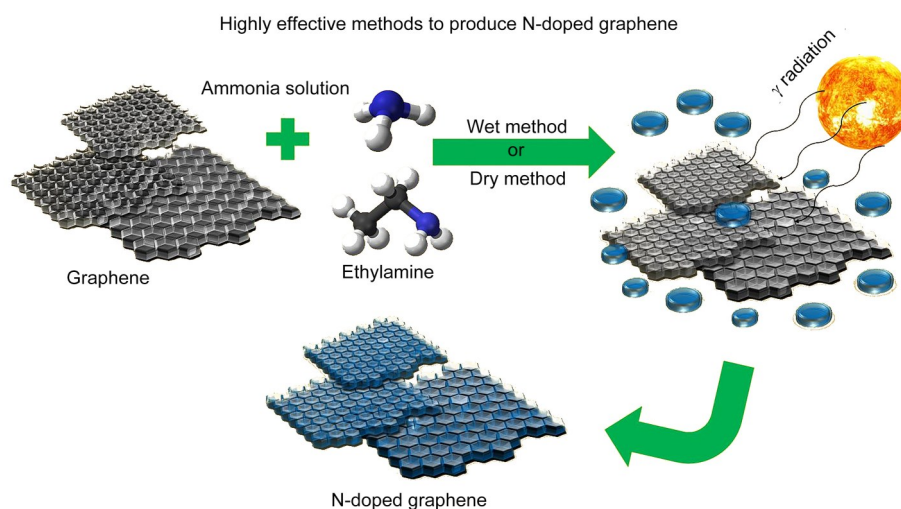 Highly effective methods to produce N-doped graphene
Ammonia solution
γ radiation
Wet method
or
Dry method
Graphene
Ethylamine
N-doped graphene